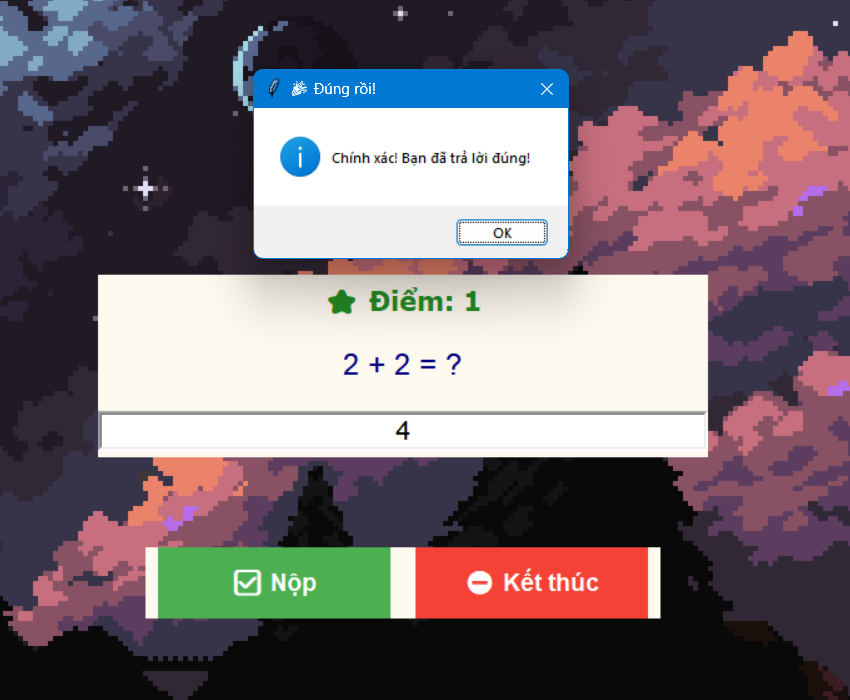 Đúng rồi!
Chính xác! Bạn đã trả lời đúng!
OK
Điểm: 1
2 + 2 = ?
4
Nộp
Kết thúc